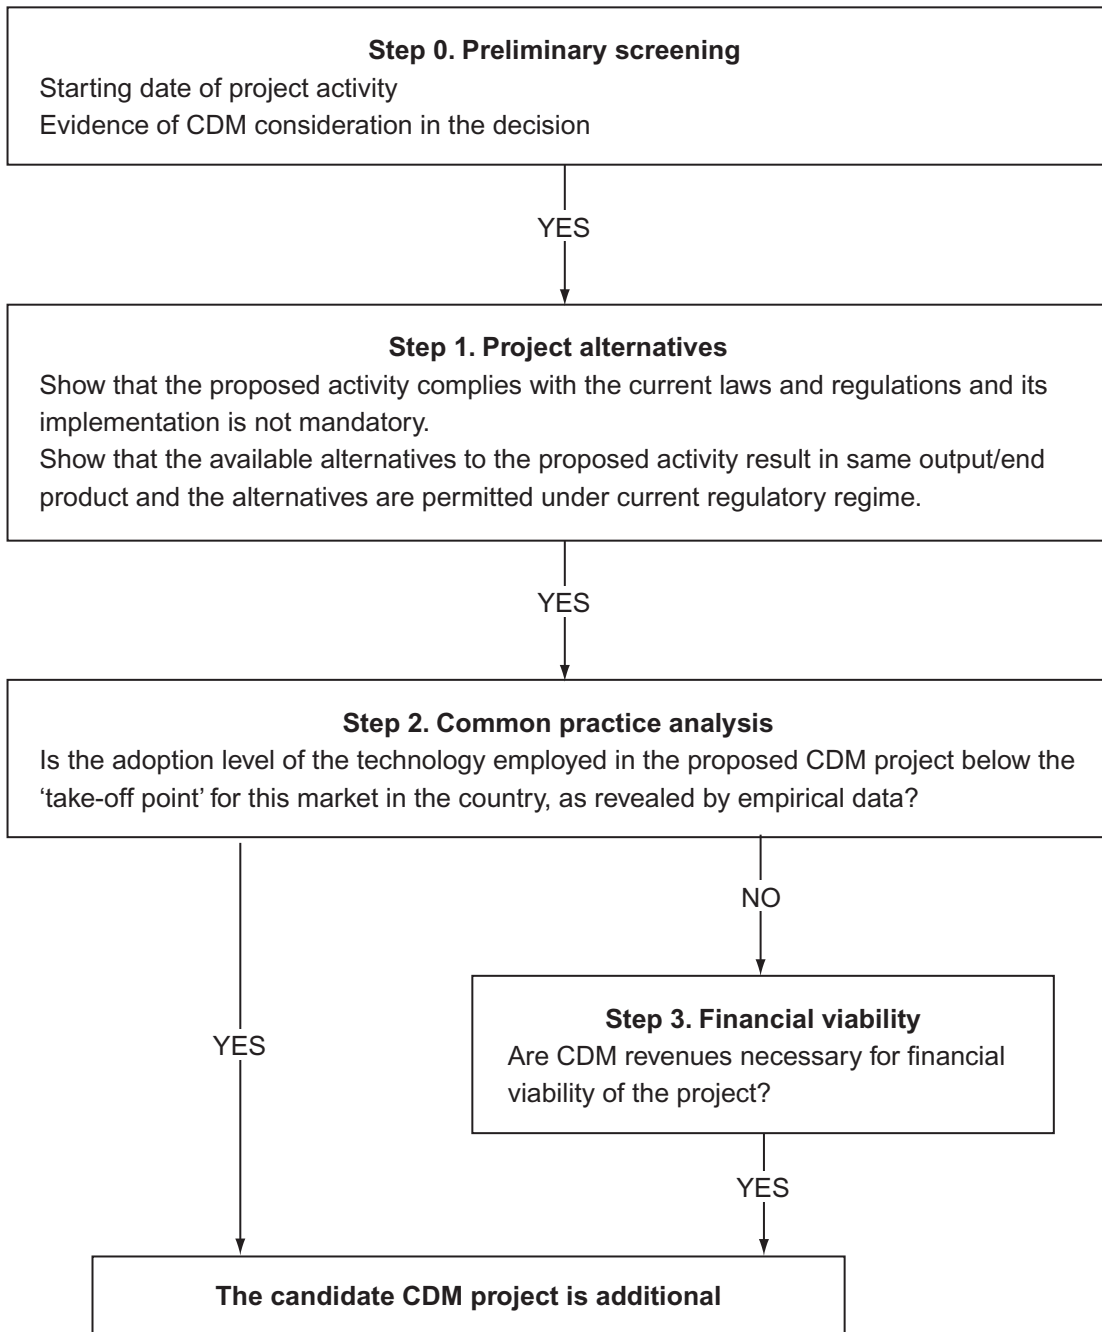 Step 0. Preliminary screening
Starting date of project activity
Evidence of CDM consideration in the decision
YES
Step 1. Project alternatives
Show that the proposed activity complies with the current laws and regulations and its
implementation is not mandatory.
Show that the available alternatives to the proposed activity result in same output/end
product and the alternatives are permitted under current regulatory regime.
YES
Step 2. Common practice analysis
Is the adoption level of the technology employed in the proposed CDM project below the
‘take-off point’ for this market in the country, as revealed by empirical data?
NO
Step 3. Financial viability
Are CDM revenues necessary for financial
viability of the project?
YES
YES
The candidate CDM project is additional